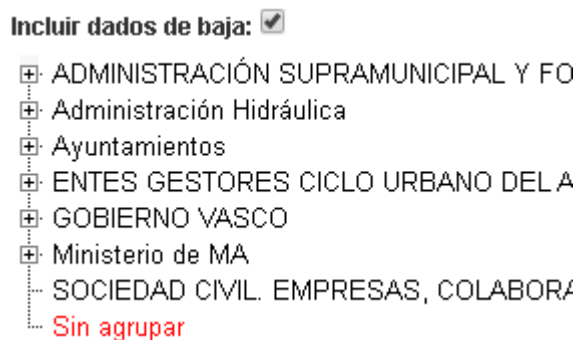 Incluir dados de baja:
ADMINISTRACIÓN SUPRAMUNICIPAL Y FO
Administración Hidráulica
Ayuntamientos
ENTES GESTORES CICLO URBANO DEL A
GOBIERNO VASCO
Ministerio de MA
SOCIEDAD CIVIL. EMPRESAS, COLABORA
Sin agrupar